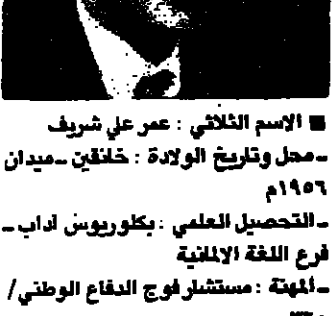 ■ الاسم الثلاثي : عمر علي شريف
ـ محل وتاريخ الولادة : خانقين ـ ميدان
١٩٥٦م
ـ التحصيل العلمي : بكلوريوس اداب ـ
فرع اللغة الالمانية
ـ المهنة : مستشار فوج الدفاع الوطني /